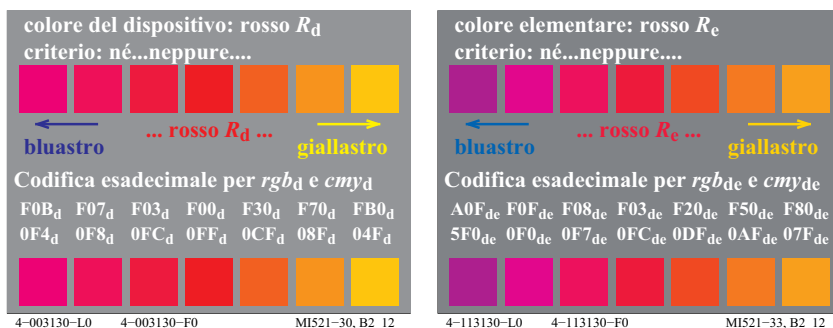 colore del dispositivo: rosso Rd
criterio: né...neppure....
... rosso Rd ...
bluastro giallastro
Codifica esadecimale per rgbd e cmyd
F0Bd F07d F03d F00d F30d F70d FB0d
0F4d 0F8d 0FCd 0FFd 0CFd 08Fd 04Fd
4−003130−L0 4−003130−F0 MI521−30, B2_12
colore elementare: rosso Re
criterio: né...neppure....
... rosso Re ...
bluastro giallastro
Codifica esadecimale per rgbde e cmyde
A0Fde F0Fde F08de F03de F20de F50de F80de
5F0de 0F0de 0F7de 0FCde 0DFde 0AFde 07Fde
4−113130−L0 4−113130−F0 MI521−33, B2_12